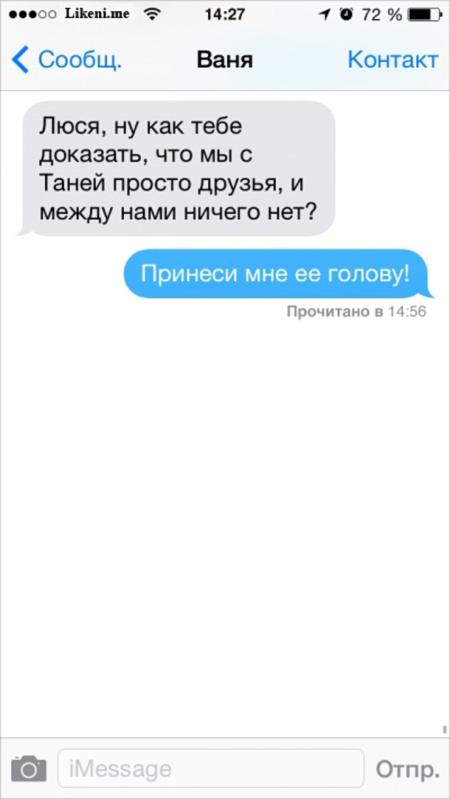 Likeni.me 14:27 72 %
Сообщ. Ваня Контакт
Люся, ну как тебе
доказать, что мы с
Таней просто друзья, и
между нами ничего нет?
Принеси мне ее голову!
Прочитано в 14:56
iMessage Отпр.